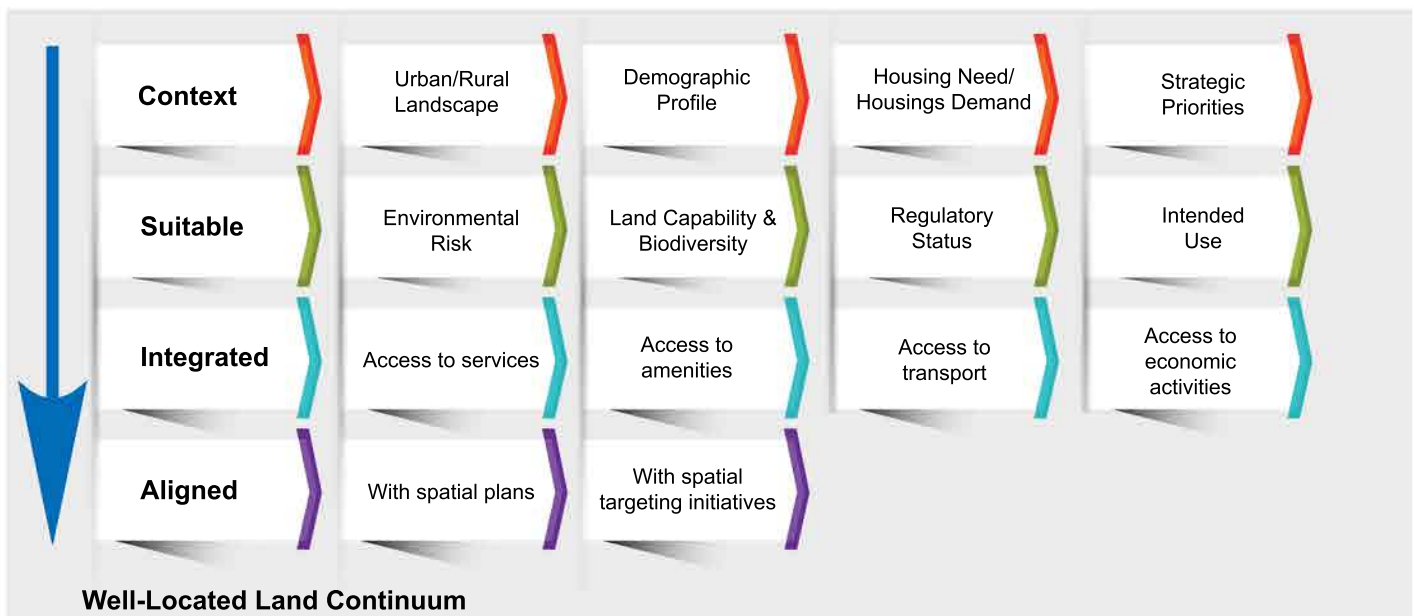 Context
Urban/Rural
Landscape
Demographic
Profile
Housing Need/
Housings Demand
Strategic
Priorities
Suitable
Environmental
Risk
Land Capability &
Biodiversity
Regulatory
Status
Intended
Use
Integrated
Access to services
Access to
amenities
Access to
transport
Access to
economic
activities
Aligned
With spatial plans
With spatial
targeting initiatives
Well-Located Land Continuum